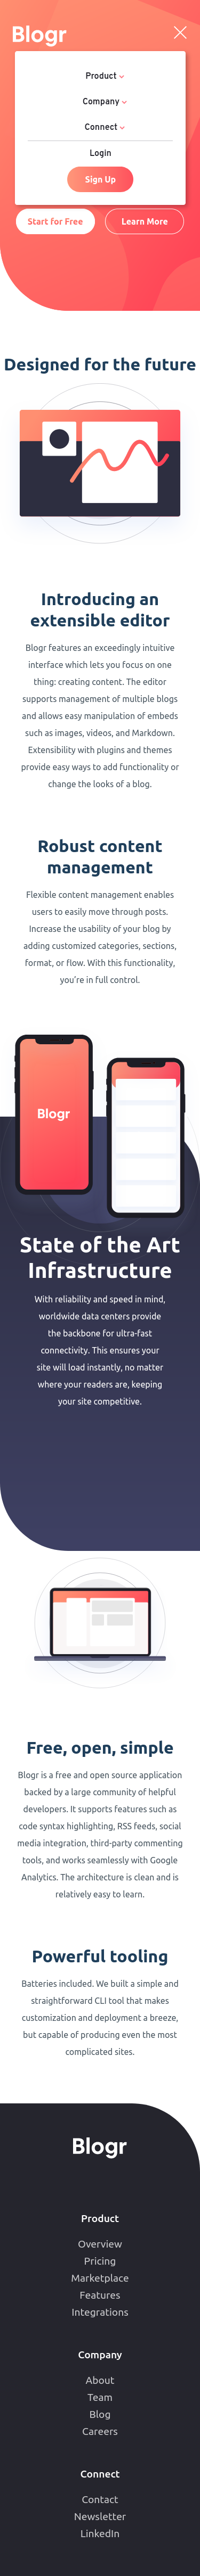 Blogr
Product
Company
Connect
Login
Sign Up
Start for Free
Learn More
Designed for the future
Introducing an
extensible editor
Blogr features an exceedingly intuitive
interface which lets you focus on one
thing: creating content. The editor
supports management of multiple blogs
and allows easy manipulation of embeds
such as images, videos, and Markdown.
Extensibility with plugins and themes
provide easy ways to add functionality or
change the looks of a blog.
Robust content
management
Flexible content management enables
users to easily move through posts.
Increase the usability of your blog by
adding customized categories, sections,
format, or flow. With this functionality,
you're in full control.
Blogr
State of the Art
Infrastructure
With reliability and speed in mind,
worldwide data centers provide
the backbone for ultra-fast
connectivity. This ensures your
site will load instantly, no matter
where your readers are, keeping
your site competitive.
Free, open, simple
Blogr is a free and open source application
backed by a large community of helpful
developers. It supports features such as
code syntax highlighting, RSS feeds, social
media integration, third-party commenting
tools, and works seamlessly with Google
Analytics. The architecture is clean and is
relatively easy to learn.
Powerful tooling
Batteries included. We built a simple and
straightforward CLI tool that makes
customization and deployment a breeze,
but capable of producing even the most
complicated sites.
Blogr
Product
Overview
Pricing
Marketplace
Features
Integrations
Company
About
Team
Blog
Careers
Connect
Contact
Newsletter
LinkedIn